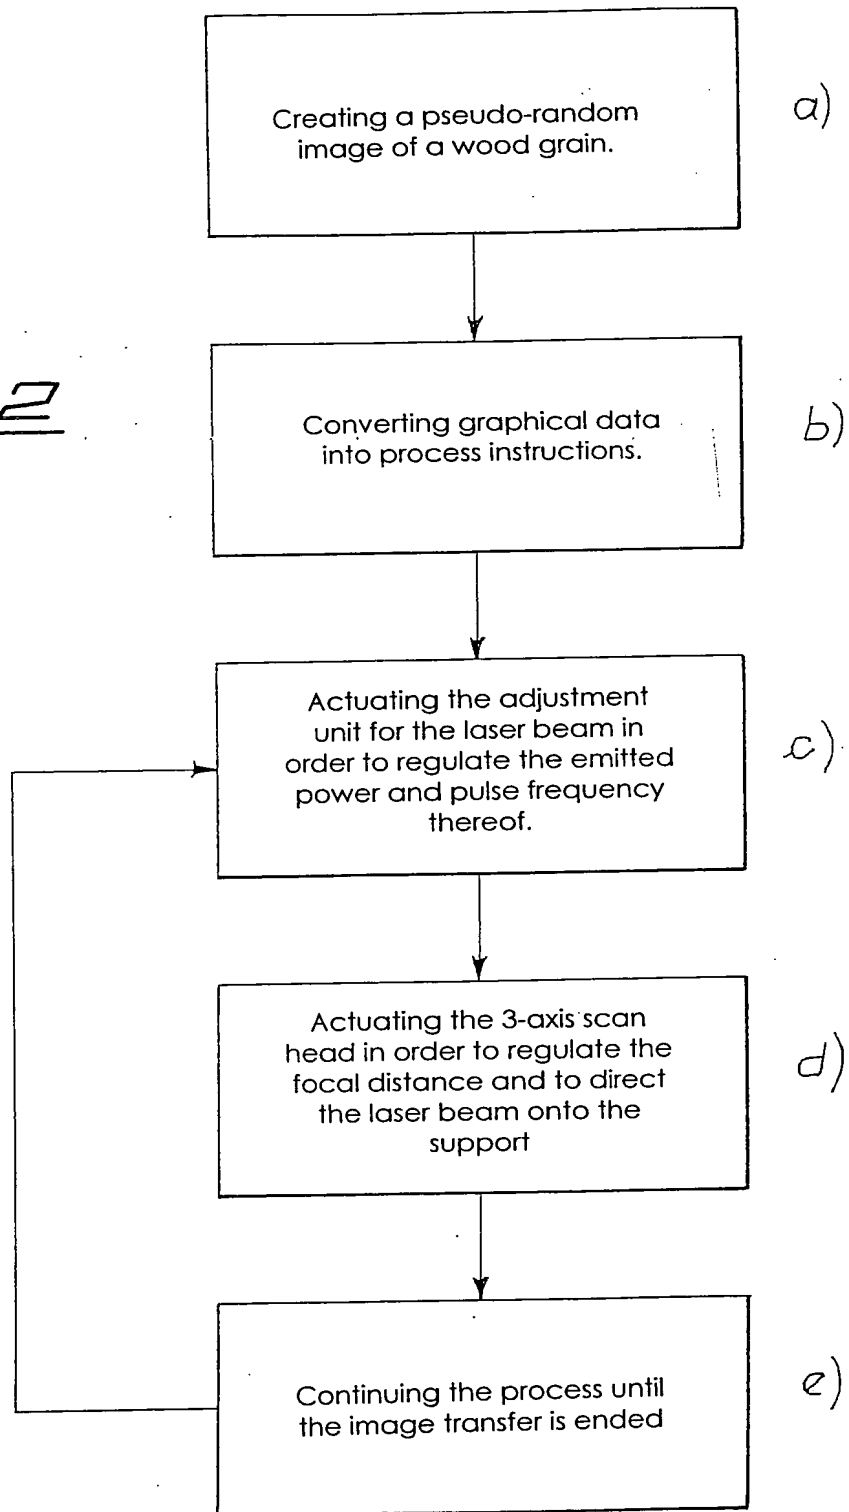 Creating a pseudo-random
image of a wood grain.
a)
2
Converting graphical data
into process instructions.
b)
Actuating the adjustment
unit for the laser beam in
order to regulate the emitted
power and pulse frequency
thereof.
c)
Actuating the 3-axis scan
head in order to regulate the
focal distance and to direct
the laser beam onto the
support
d)
Continuing the process until
the image transfer is ended
e)